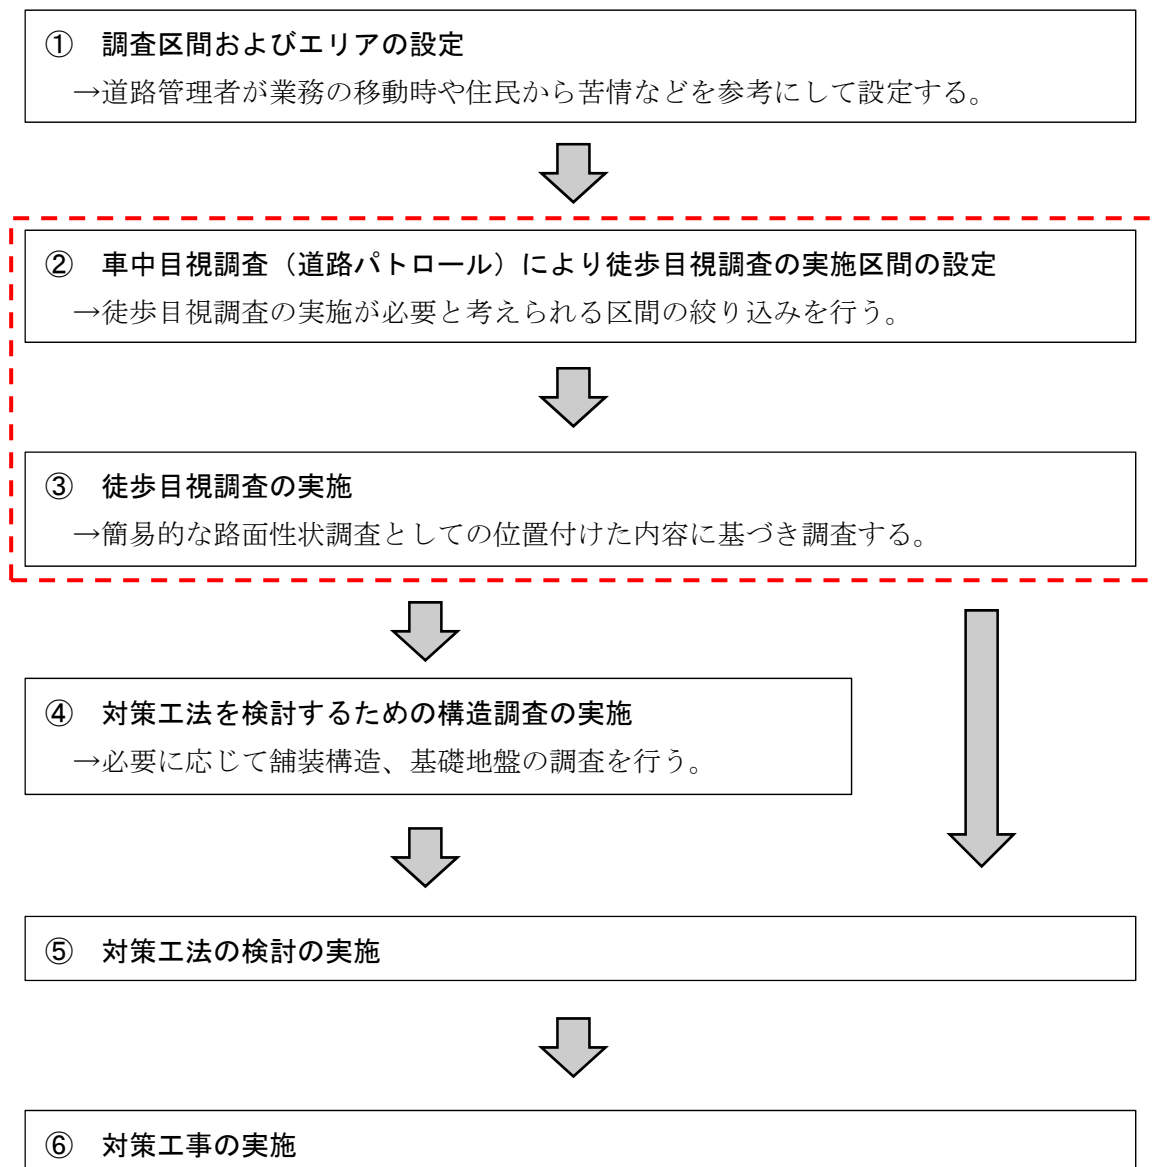 ① 調査区間およびエリアの設定
→道路管理者が業務の移動時や住民から苦情などを参考にして設定する。
② 車中目視調査（道路パトロール）により徒歩目視調査の実施区間の設定
→徒歩目視調査の実施が必要と考えられる区間の絞り込みを行う。
③ 徒歩目視調査の実施
→簡易的な路面性状調査としての位置付けた内容に基づき調査する。
④ 対策工法を検討するための構造調査の実施
→必要に応じて舗装構造、基礎地盤の調査を行う。
⑤ 対策工法の検討の実施
⑥ 対策工事の実施